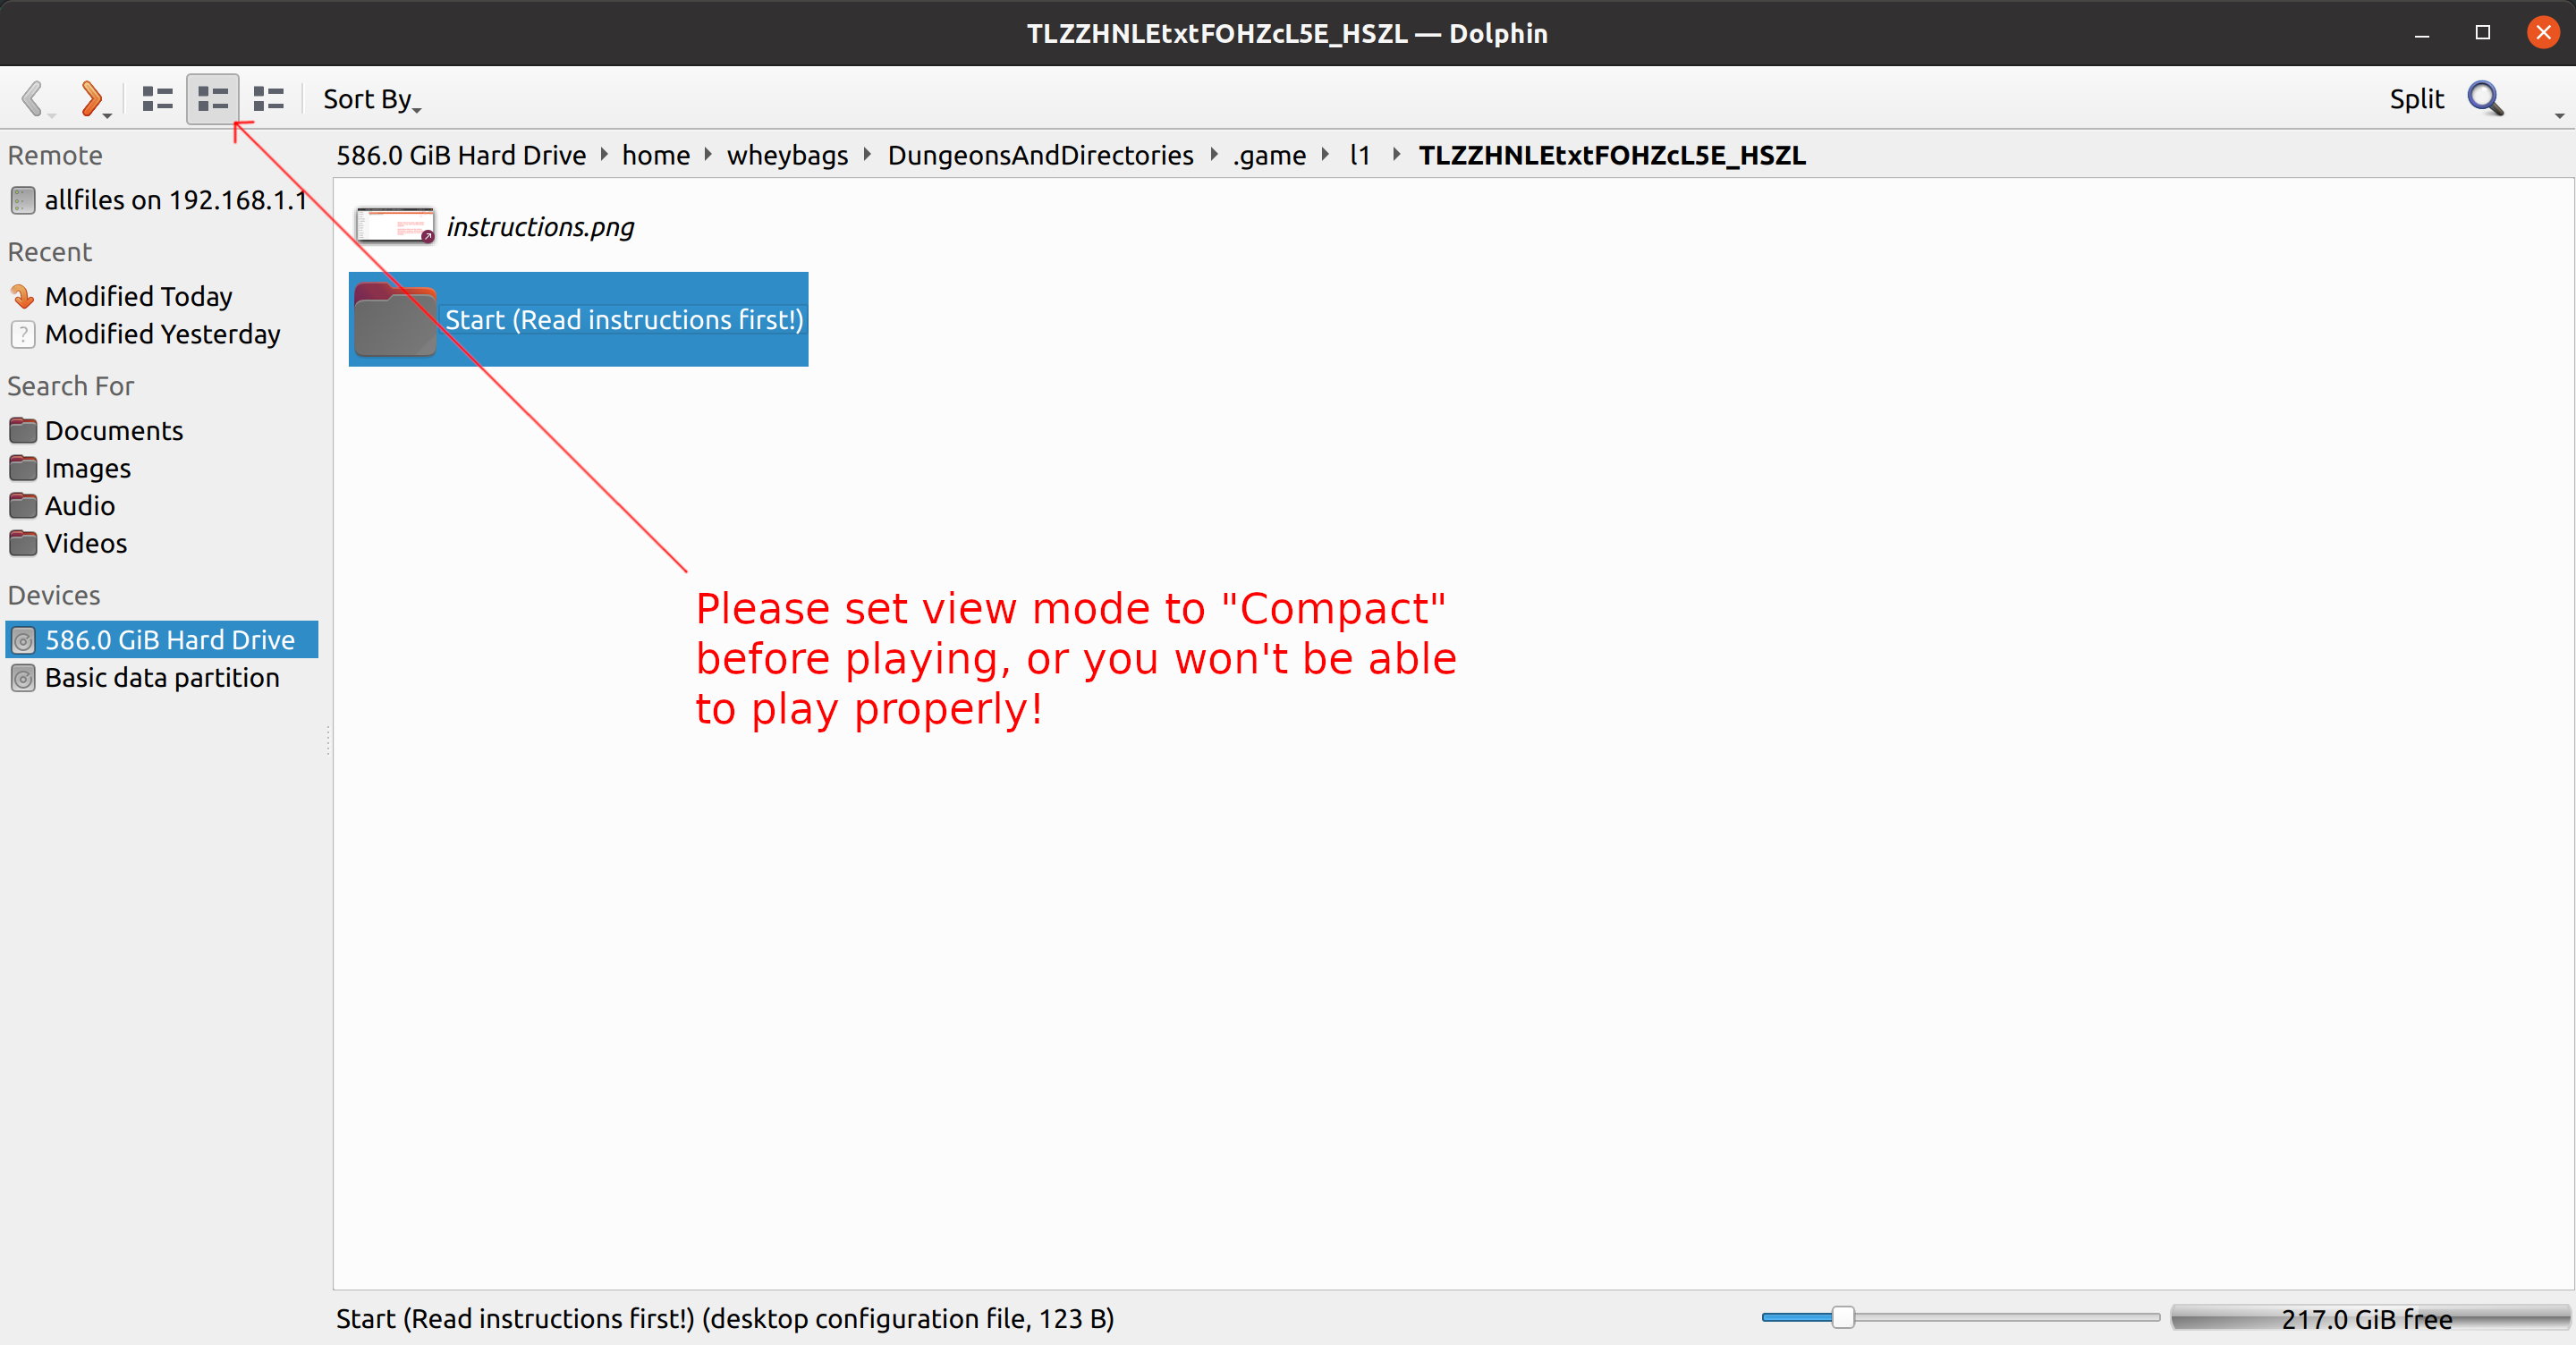 TLZZHNLEtxtFOHZcL5E_HSZL — Dolphin
Sort By
Split
Remote
allfiles on 192.168.1.1
Recent
Modified Today
Modified Yesterday
Search For
Documents
Images
Audio
Videos
Devices
586.0 GiB Hard Drive
Basic data partition
586.0 GiB Hard Drive home wheybags DungeonsAndDirectories .game l1 TLZZHNLEtxtFOHZcL5E_HSZL
instructions.png
Start (Read instructions first!)
Please set view mode to "Compact"
before playing, or you won't be able
to play properly!
Start (Read instructions first!) (desktop configuration file, 123 B)
217.0 GiB free